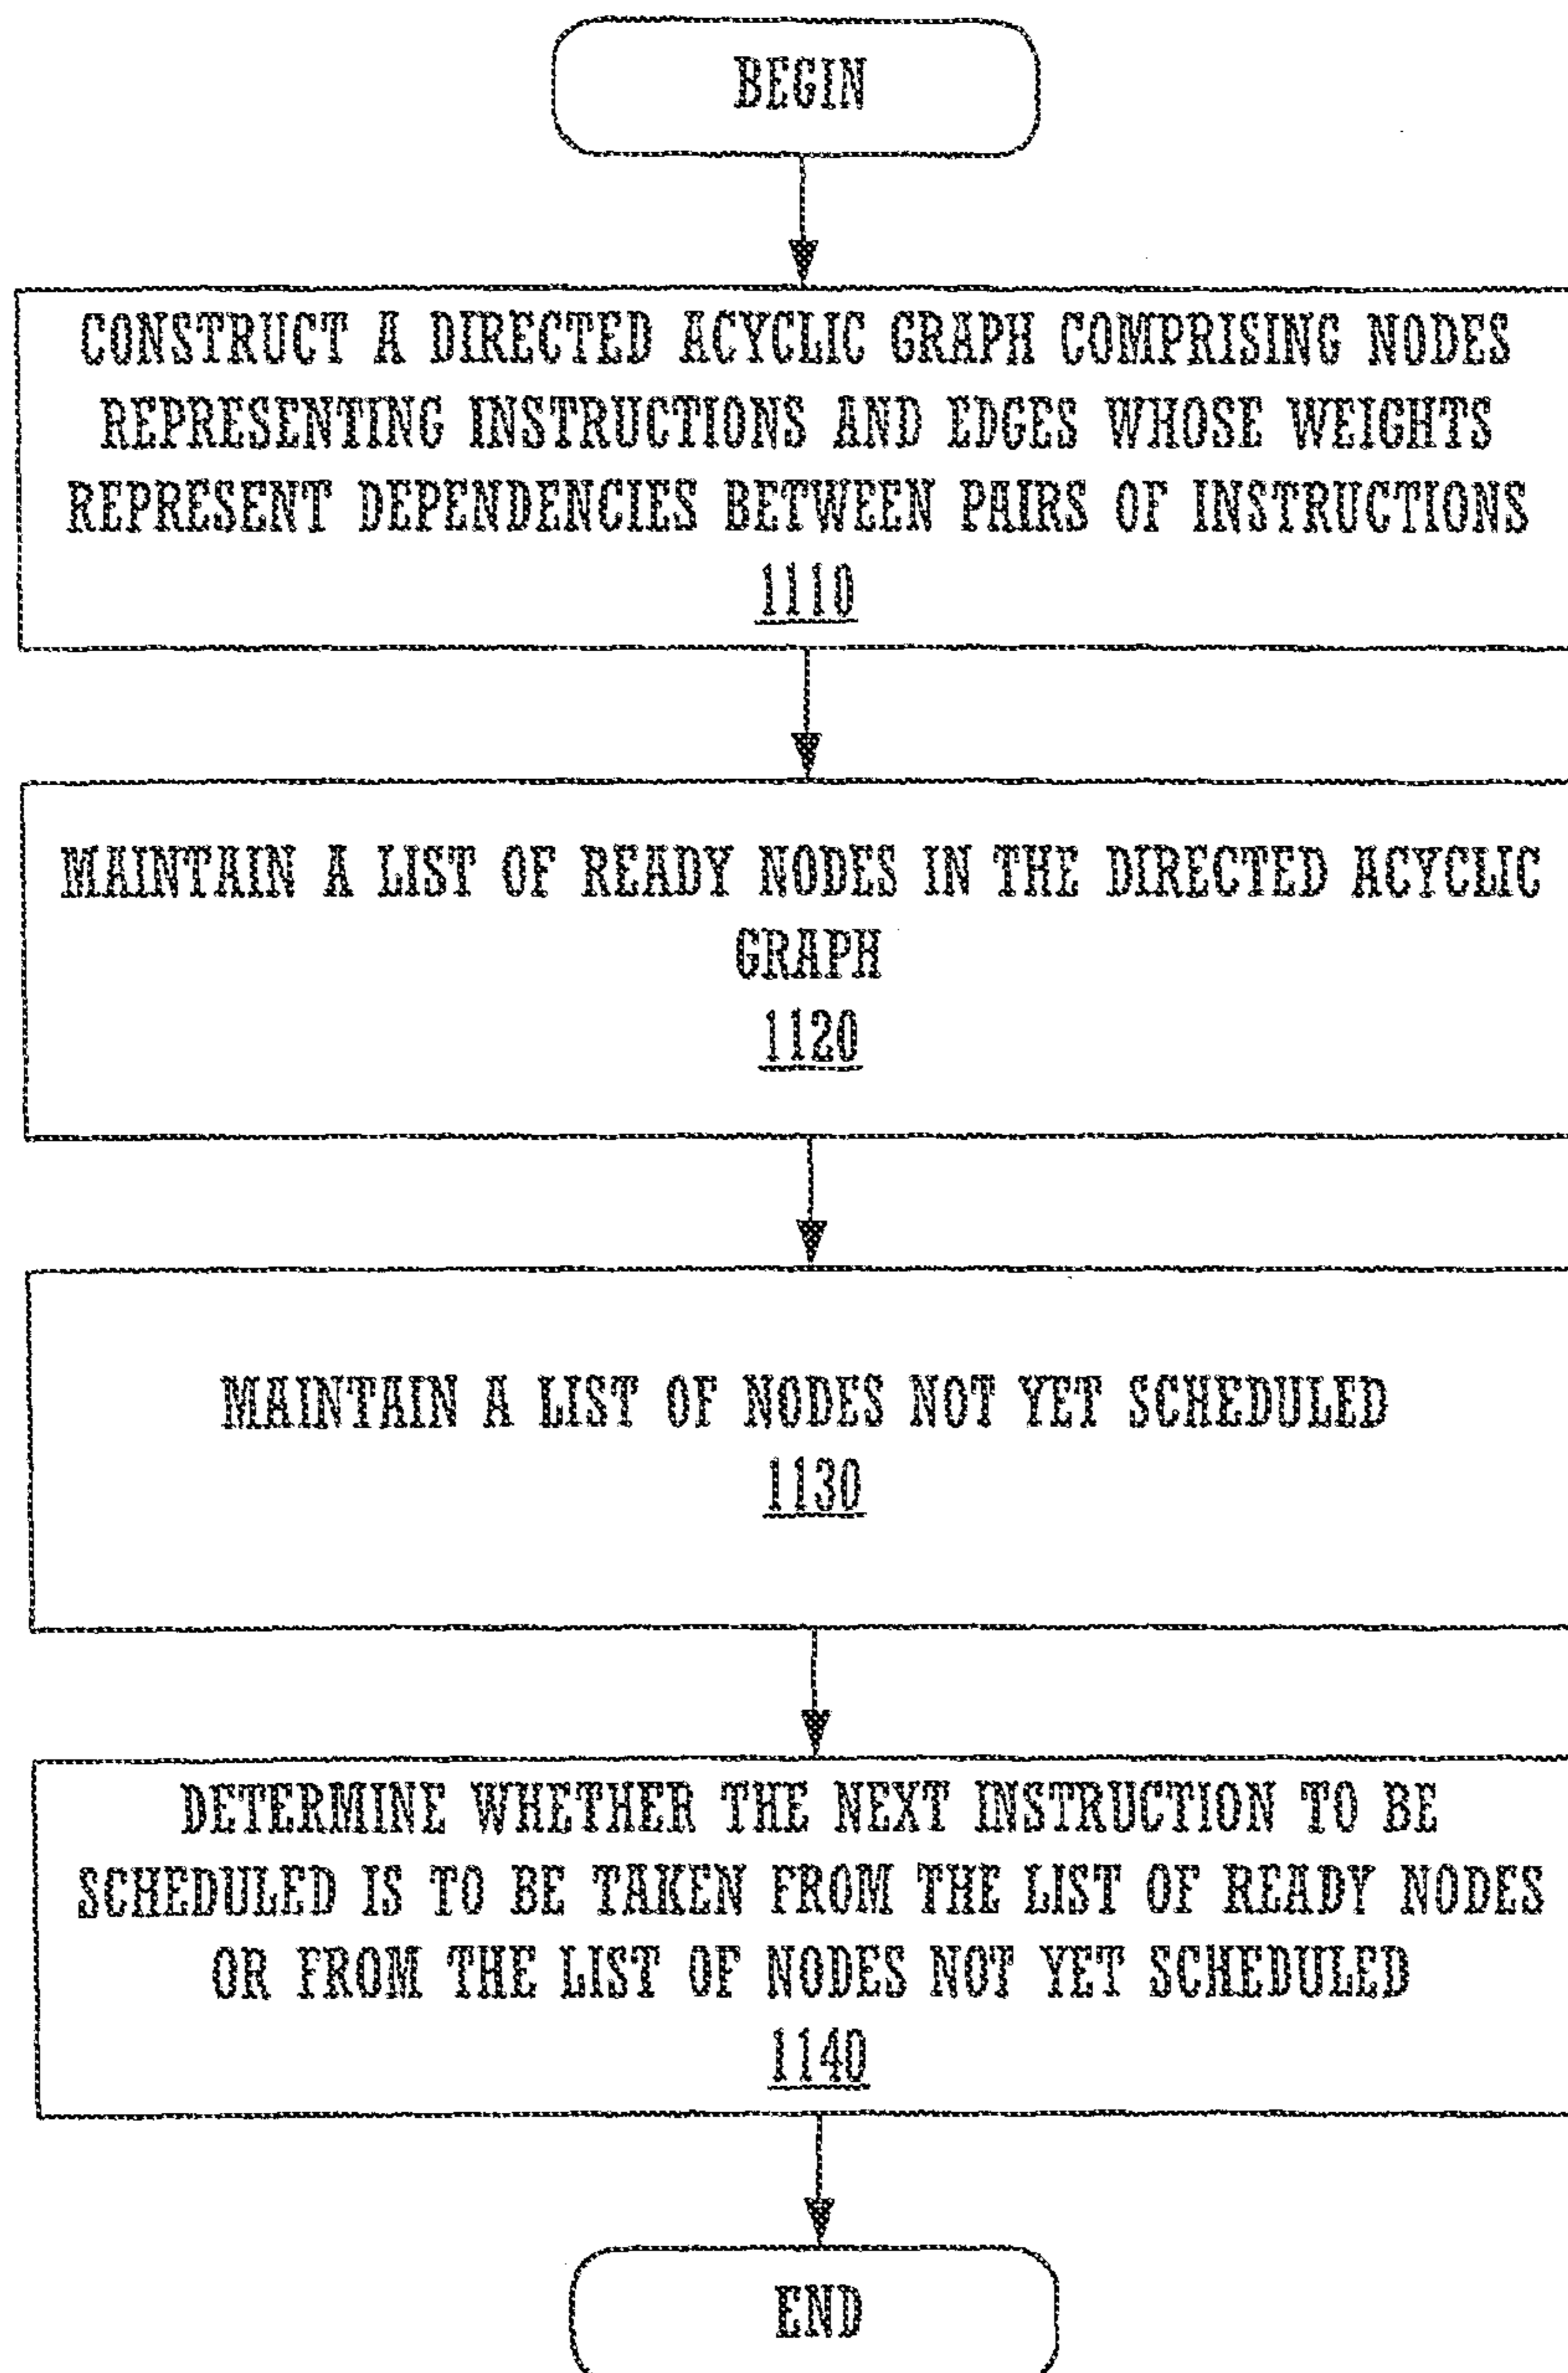 BEGIN
CONSTRUCT A DIRECTED ACYCLIC GRAPH COMPRISING NODES
REPRESENTING INSTRUCTIONS AND EDGES WHOSE WEIGHTS
REPRESENT DEPENDENCIES BETWEEN PAIRS OF INSTRUCTIONS
1110
MAINTAIN A LIST OF READY NODES IN THE DIRECTED ACYCLIC
GRAPH
1120
MAINTAIN A LIST OF NODES NOT YET SCHEDULED
1130
DETERMINE WHETHER THE NEXT INSTRUCTION TO BE
SCHEDULED IS TO BE TAKEN FROM THE LIST OF READY NODES
OR FROM THE LIST OF NODES NOT YET SCHEDULED
1140
END